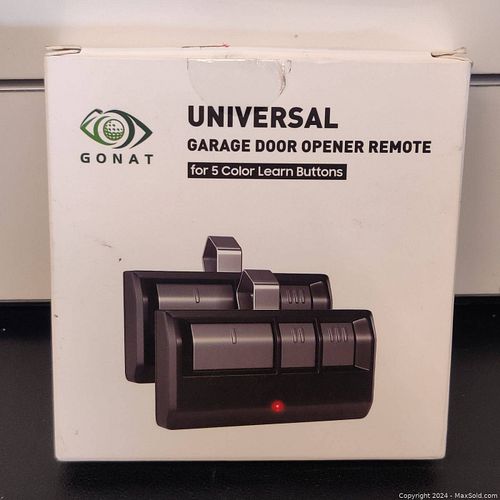 UNIVERSAL
GONAT
GARAGE DOOR OPENER REMOTE
for 5 Color Learn Buttons
Copyright 2024 - MaxSold.com